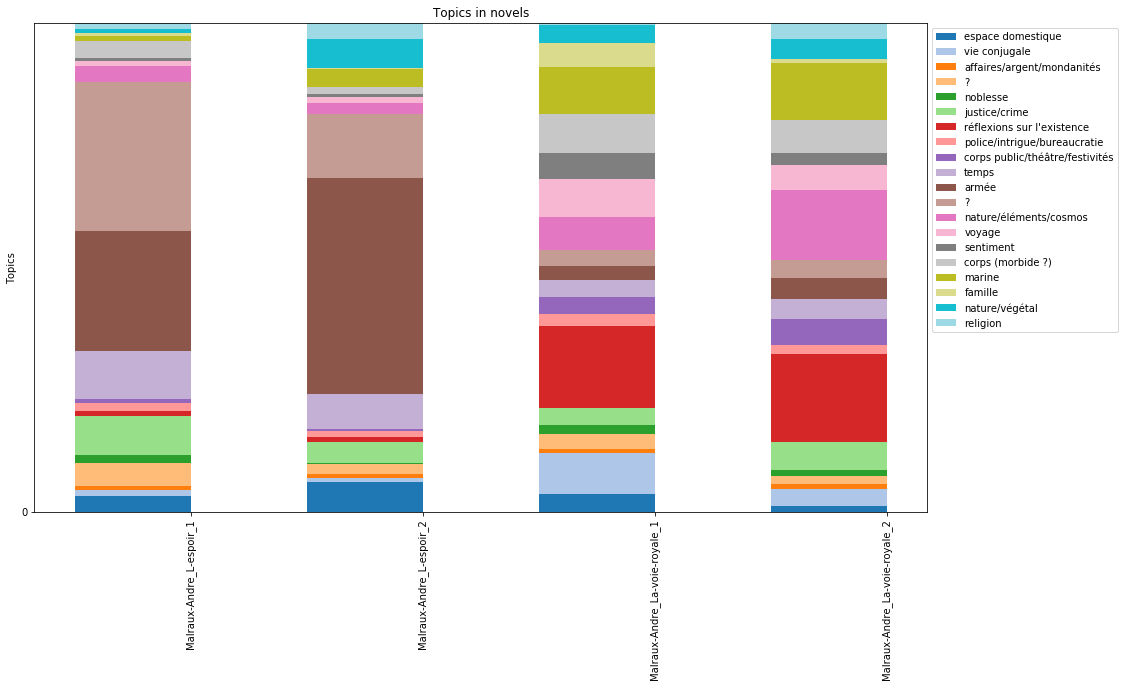 Topics in novels
Topics
0
Malraux-Andre_L-espoir_1
Malraux-Andre_L-espoir_2
Malraux-Andre_La-voie-royale_1
Malraux-Andre_La-voie-royale_2
espace domestique
vie conjugale
affaires/argent/mondanités
?
noblesse
justice/crime
réflexions sur l'existence
police/intrigue/bureaucratie
corps public/théâtre/festivités
temps
armée
?
nature/éléments/cosmos
voyage
sentiment
corps (morbide ?)
marine
famille
nature/végétal
religion